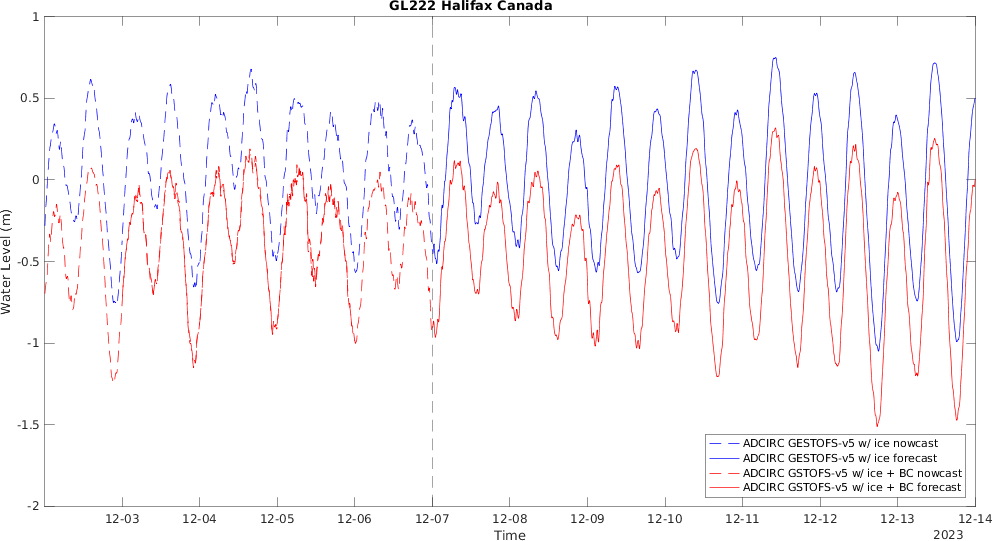 GL222 Halifax Canada
1
0.5
0
-0.5
-1
-1.5
-2
Water Level (m)
ADCIRC GESTOFS-v5 w/ ice nowcast
ADCIRC GESTOFS-v5 w/ ice forecast
ADCIRC GSTOFS-v5 w/ ice + BC nowcast
ADCIRC GSTOFS-v5 w/ ice + BC forecast
12-03 12-04 12-05 12-06 12-07 12-08 12-09 12-10 12-11 12-12 12-13 12-14
Time
2023